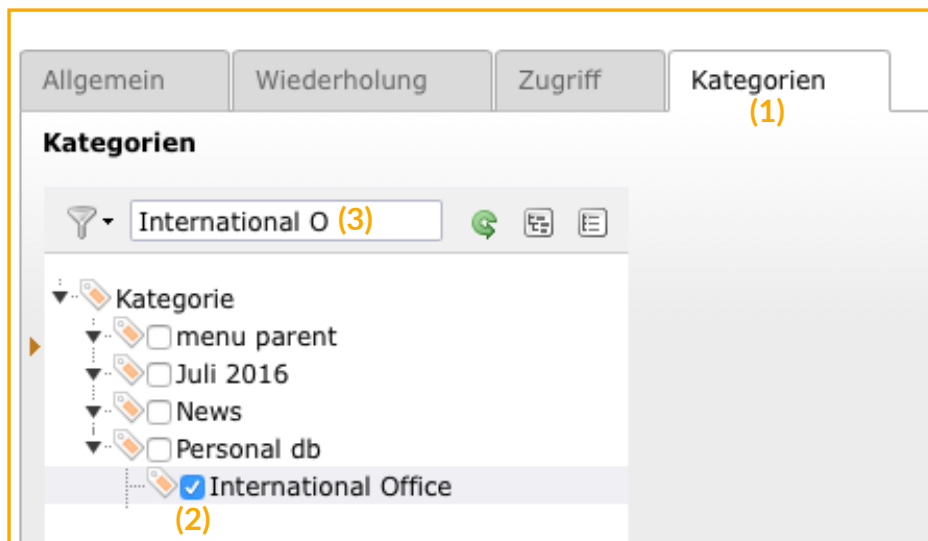 Allgemein Wiederholung Zugriff Kategorien
(1)
Kategorien
International O (3)
Kategorie
menu parent
Juli 2016
News
Personal db
International Office
(2)